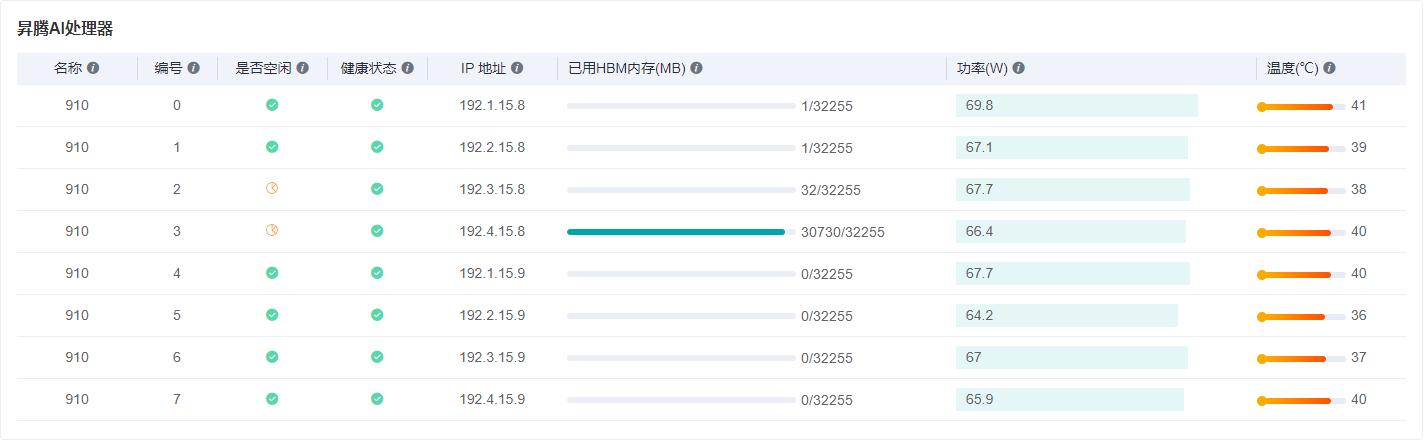 昇腾AI处理器
名称 编号 是否空闲 健康状态 IP 地址 已用HBM内存(MB) 功率(W) 温度(℃)
910 0 192.1.15.8 1/32255 69.8 41
910 1 192.2.15.8 1/32255 67.1 39
910 2 192.3.15.8 32/32255 67.7 38
910 3 192.4.15.8 30730/32255 66.4 40
910 4 192.1.15.9 0/32255 67.7 40
910 5 192.2.15.9 0/32255 64.2 36
910 6 192.3.15.9 0/32255 67 37
910 7 192.4.15.9 0/32255 65.9 40